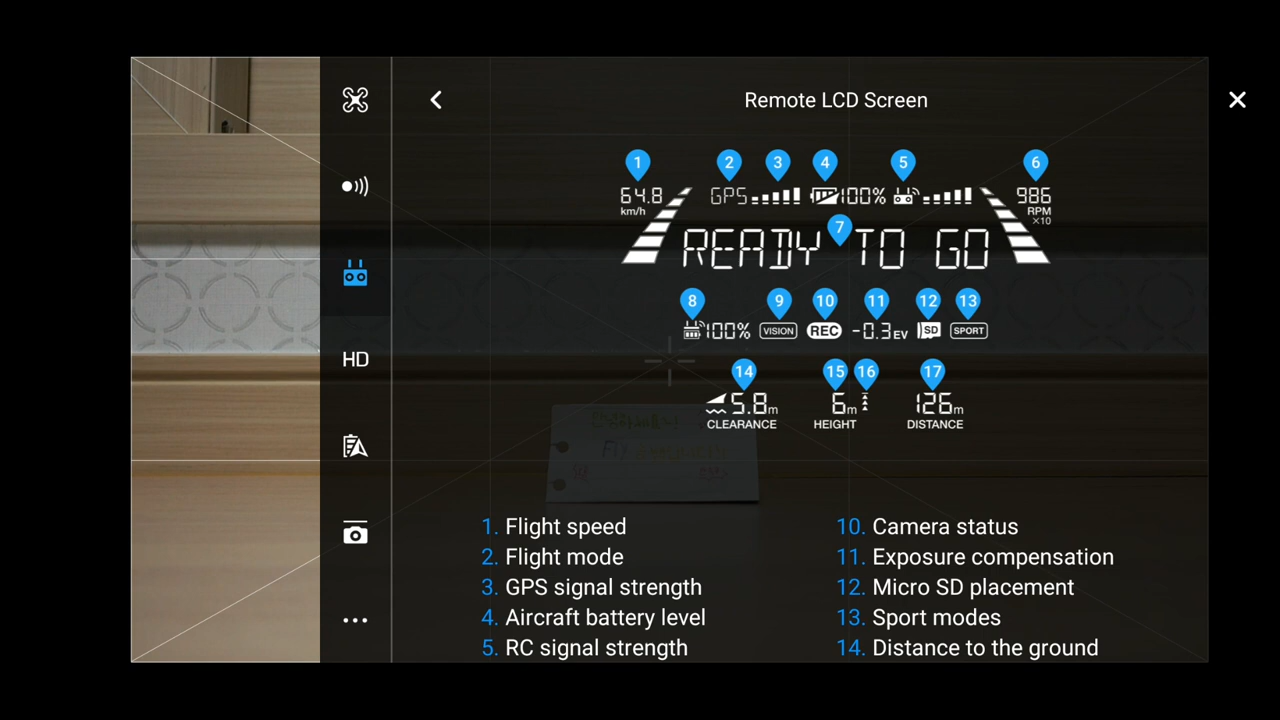 Remote LCD Screen
1 2 3 4 5 6
64.8 GPS 100% 986
km/h RPM
×10
7
READY TO GO
8 9 10 11 12 13
100% VISION REC -0.3EV SD SPORT
14 15 16 17
5.8m 6m 126m
CLEARANCE HEIGHT DISTANCE
HD
1. Flight speed
2. Flight mode
3. GPS signal strength
4. Aircraft battery level
5. RC signal strength
10. Camera status
11. Exposure compensation
12. Micro SD placement
13. Sport modes
14. Distance to the ground